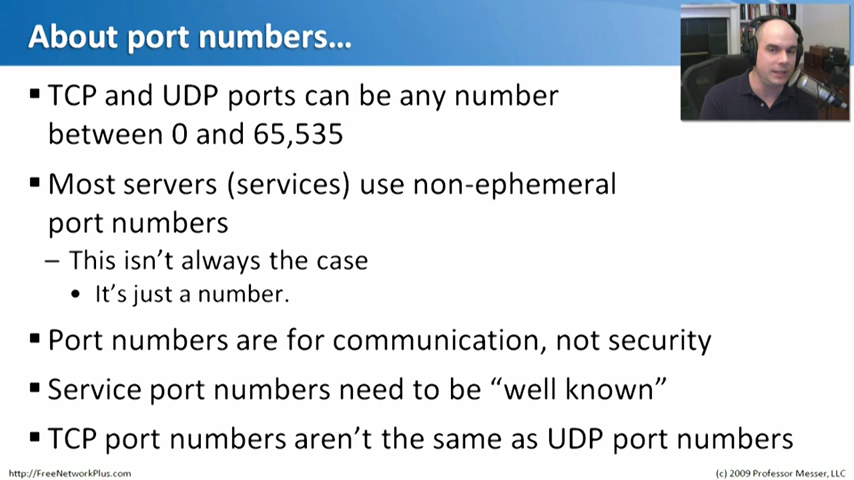 About port numbers...
▪ TCP and UDP ports can be any number
between 0 and 65,535
▪ Most servers (services) use non-ephemeral
port numbers
– This isn't always the case
• It's just a number.
▪ Port numbers are for communication, not security
▪ Service port numbers need to be “well known”
▪ TCP port numbers aren't the same as UDP port numbers
http://FreeNetworkPlus.com
(c) 2009 Professor Messer, LLC